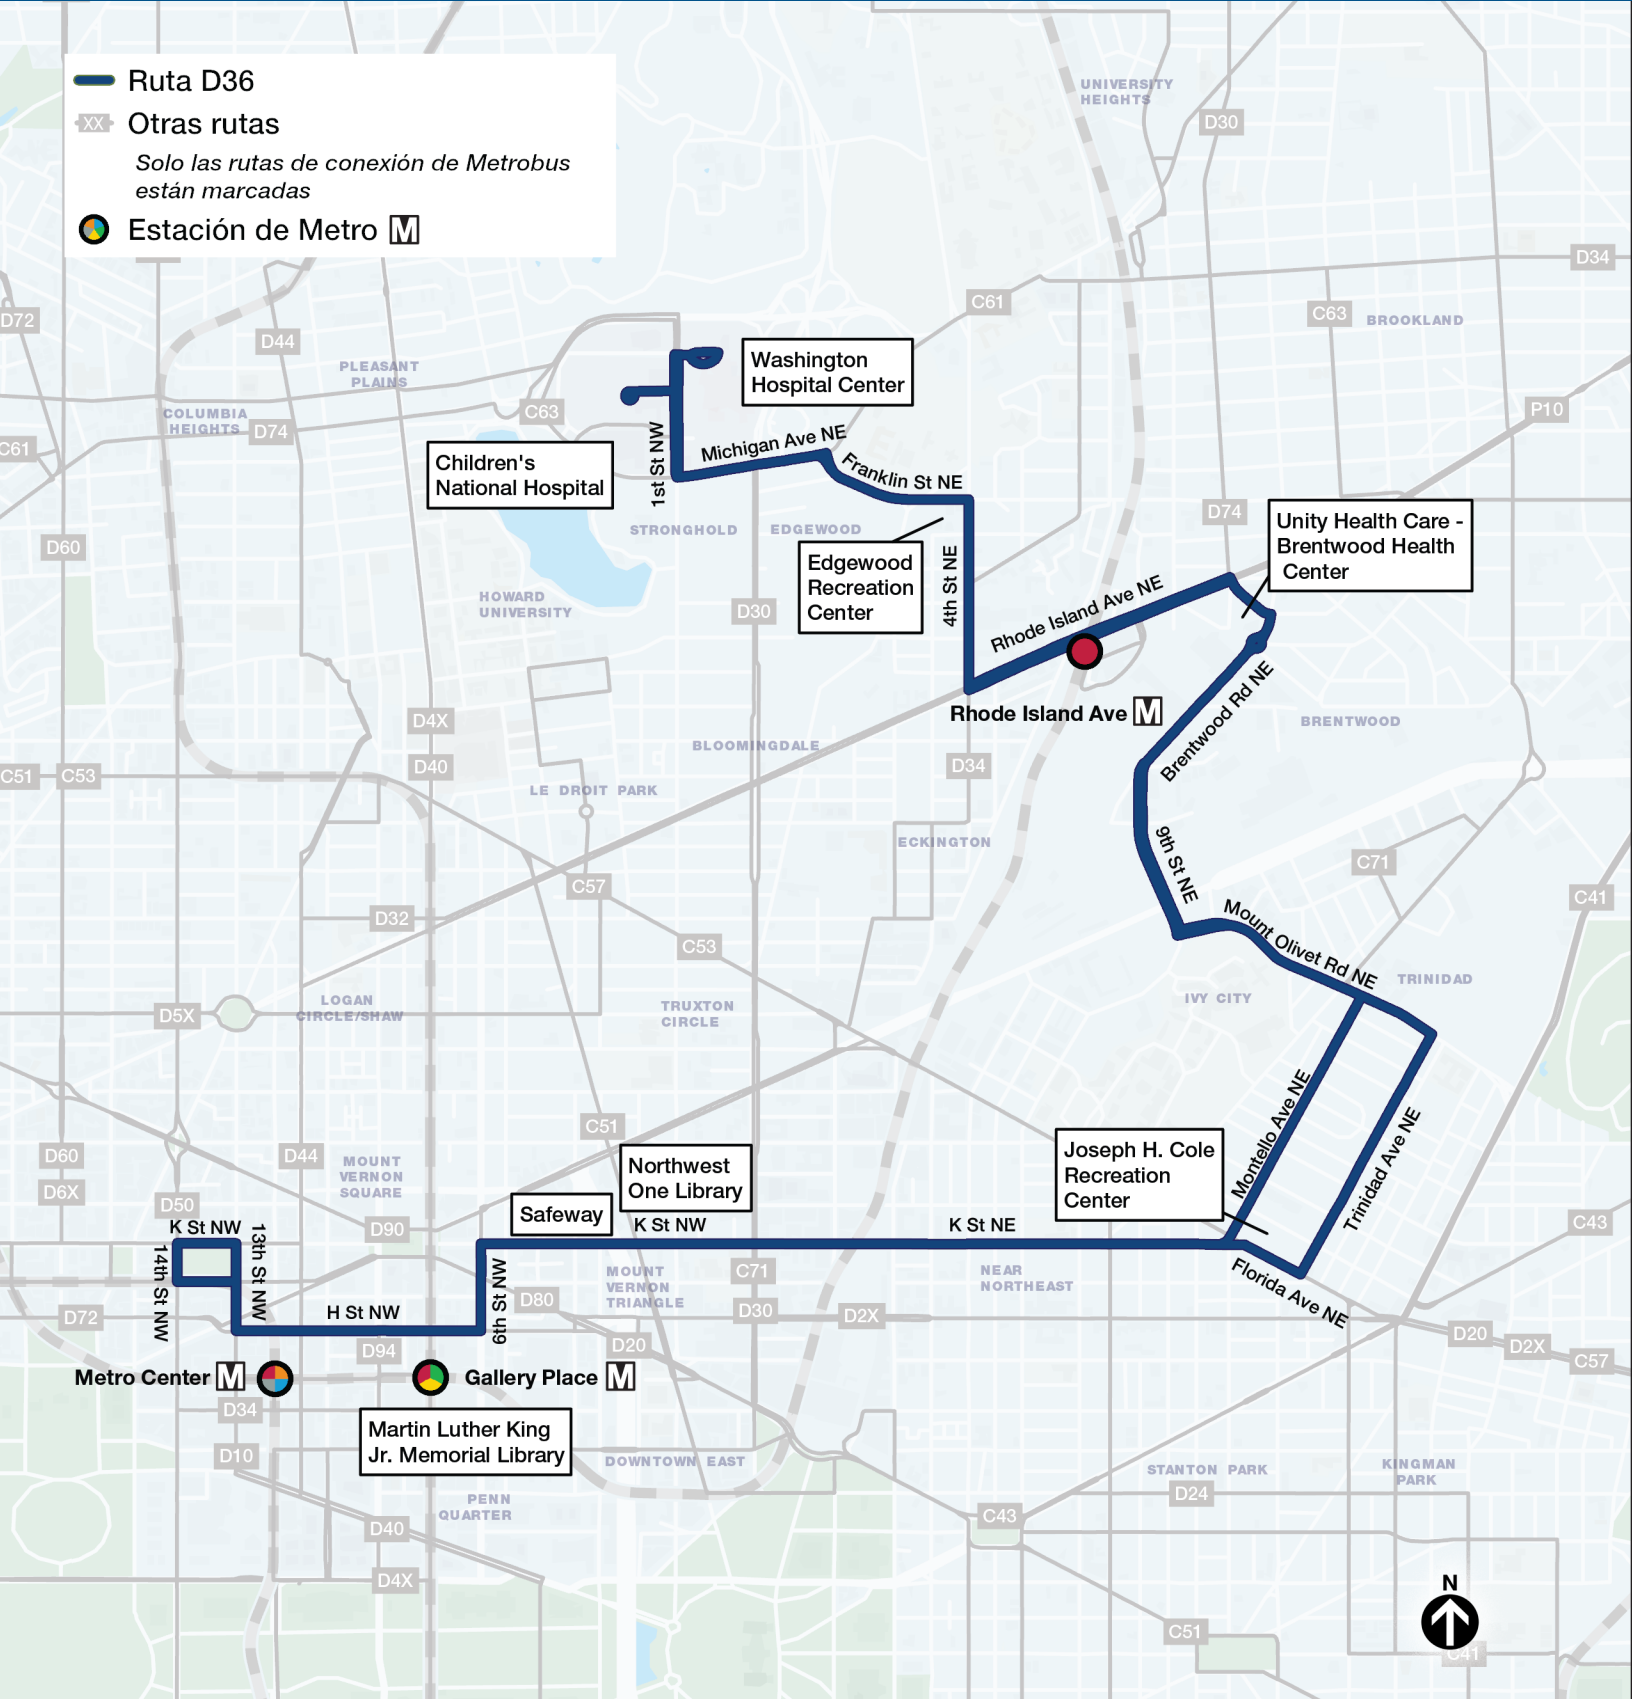 Ruta D36
XX
Otras rutas
Solo las rutas de conexión de Metrobus
están marcadas
Estación de Metro M
UNIVERSITY
HEIGHTS
D30
D34
C61
C63
BROOKLAND
D72
D44
PLEASANT
PLAINS
COLUMBIA
HEIGHTS
D74
C63
C61
P10
Washington
Hospital Center
Children's
National Hospital
1st St NW
Michigan Ave NE
Franklin St NE
STRONGHOLD
EDGEWOOD
D74
Unity Health Care -
Brentwood Health
Center
D60
Edgewood
Recreation
Center
4th St NE
HOWARD
UNIVERSITY
D30
Rhode Island Ave NE
Rhode Island Ave M
Brentwood Rd NE
BRENTWOOD
D4X
D40
BLOOMINGDALE
D34
C51
C53
LE DROIT PARK
ECKINGTON
9th St NE
C71
C57
C41
D32
C53
Mount Olivet Rd NE
TRINIDAD
IVY CITY
D5X
LOGAN
CIRCLE/SHAW
TRUXTON
CIRCLE
Montello Ave NE
Trinidad Ave NE
C51
D60
D44
D6X
MOUNT
VERNON
SQUARE
Northwest
One Library
Joseph H. Cole
Recreation
Center
Safeway
D50
K St NW
13th St NW
14th St NW
D90
K St NW
K St NE
C43
6th St NW
H St NW
D72
D80
MOUNT
VERNON
TRIANGLE
C71
D30
D2X
NEAR
NORTHEAST
Florida Ave NE
D94
D20
D20
D2X
C57
Metro Center M
Gallery Place M
D34
D10
Martin Luther King
Jr. Memorial Library
DOWNTOWN EAST
STANTON PARK
D24
KINGMAN
PARK
PENN
QUARTER
C43
D40
D4X
C51
N
C41